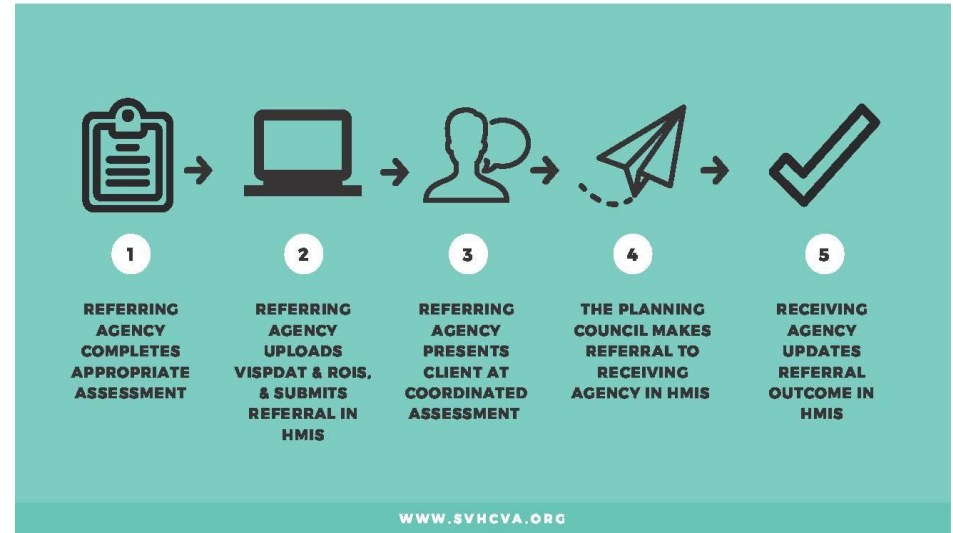 1
REFERRING
AGENCY
COMPLETES
APPROPRIATE
ASSESSMENT
2
REFERRING
AGENCY
UPLOADS
VISPDAT & ROIS,
& SUBMITS
REFERRAL IN
HMIS
3
REFERRING
AGENCY
PRESENTS
CLIENT AT
COORDINATED
ASSESSMENT
4
THE PLANNING
COUNCIL MAKES
REFERRAL TO
RECEIVING
AGENCY IN HMIS
5
RECEIVING
AGENCY
UPDATES
REFERRAL
OUTCOME IN
HMIS
WWW.SVHCVA.ORG